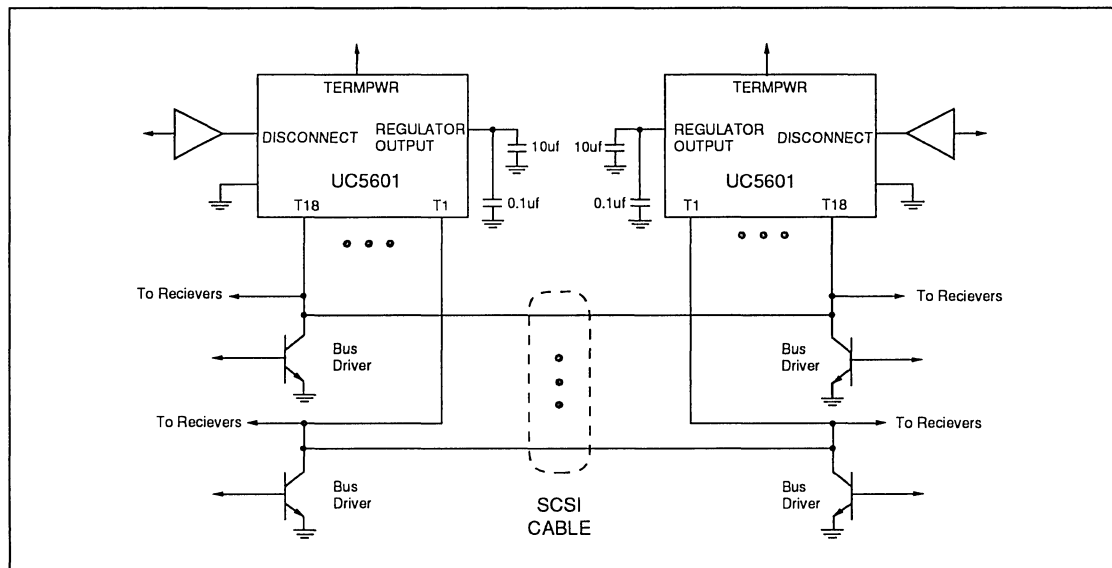 TERMPWR
DISCONNECT
REGULATOR
OUTPUT
UC5601
T18
T1
10uf
0.1uf
TERMPWR
REGULATOR
OUTPUT
DISCONNECT
UC5601
T1
T18
10uf
0.1uf
To Recievers
To Recievers
Bus
Driver
Bus
Driver
To Recievers
To Recievers
Bus
Driver
Bus
Driver
SCSI
CABLE